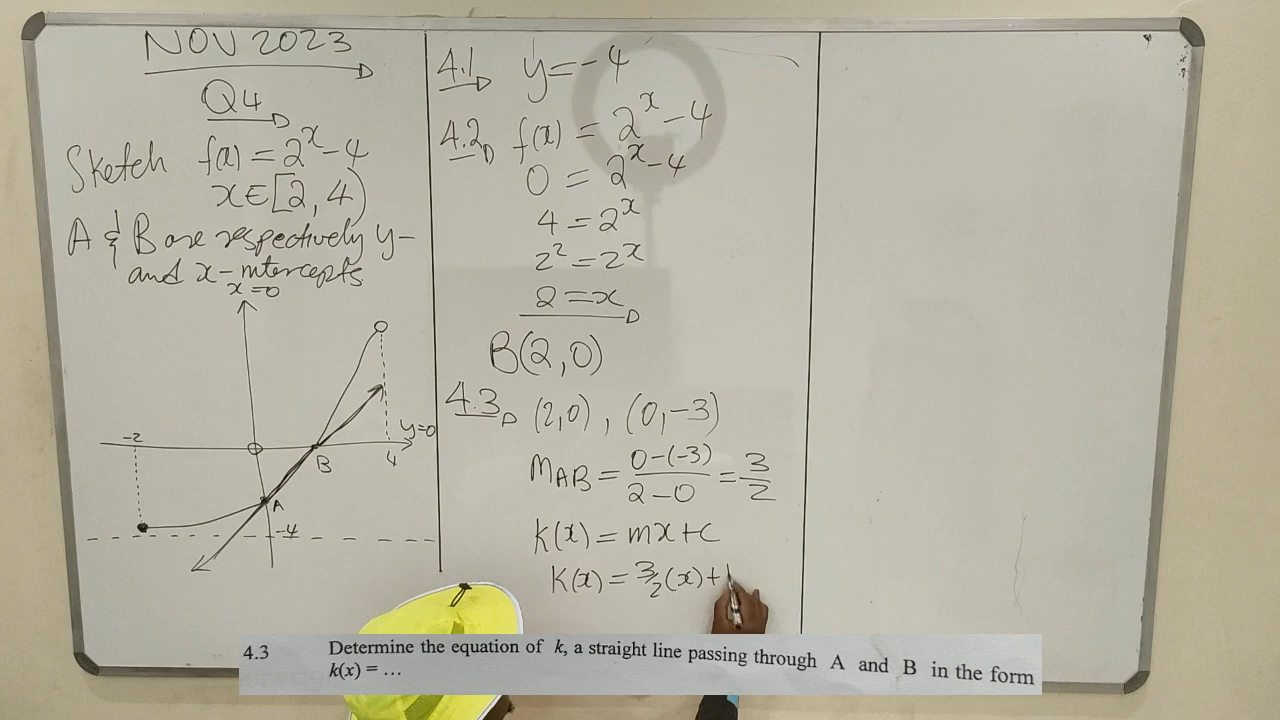 NOV 2023
Q4
Sketch f(x) = 2^x - 4
x ∈ [2, 4)
A & B are respectively y-
and x-intercepts
x=0
-2
y=0
B
4
A
-4
4.1 y = -4
4.2 f(x) = 2^x - 4
0 = 2^x - 4
4 = 2^x
2^2 = 2^x
2 = x
B(2,0)
4.3 (2,0), (0,-3)
M_AB = 0-(-3)/2-0 = 3/2
K(x) = mx+c
K(x) = 3/2(x)+
4.3 Determine the equation of k, a straight line passing through A and B in the form
k(x) = ...